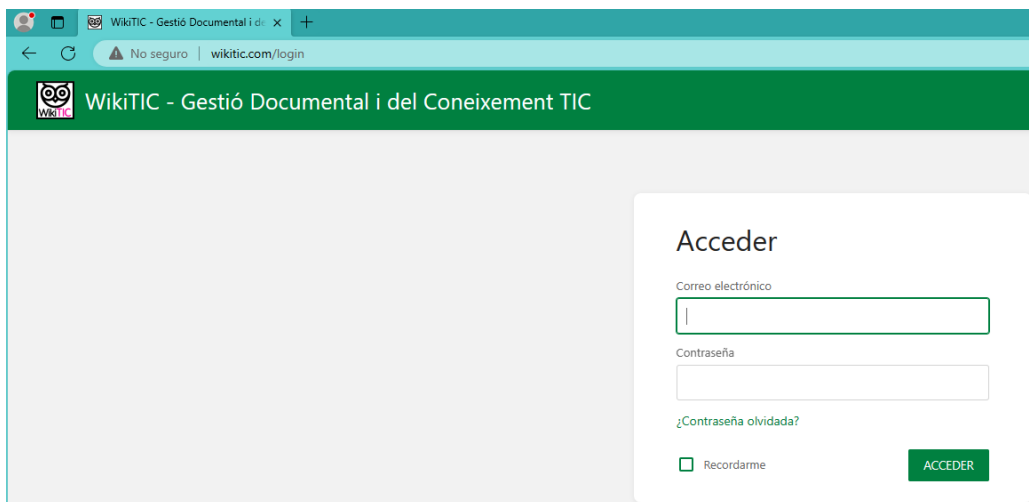 WikiTIC - Gestió Documental i de
No seguro | wikitic.com/login
WikiTIC
WikiTIC - Gestió Documental i del Coneixement TIC
Acceder
Correo electrónico
Contraseña
¿Contraseña olvidada?
Recordarme
ACCEDER